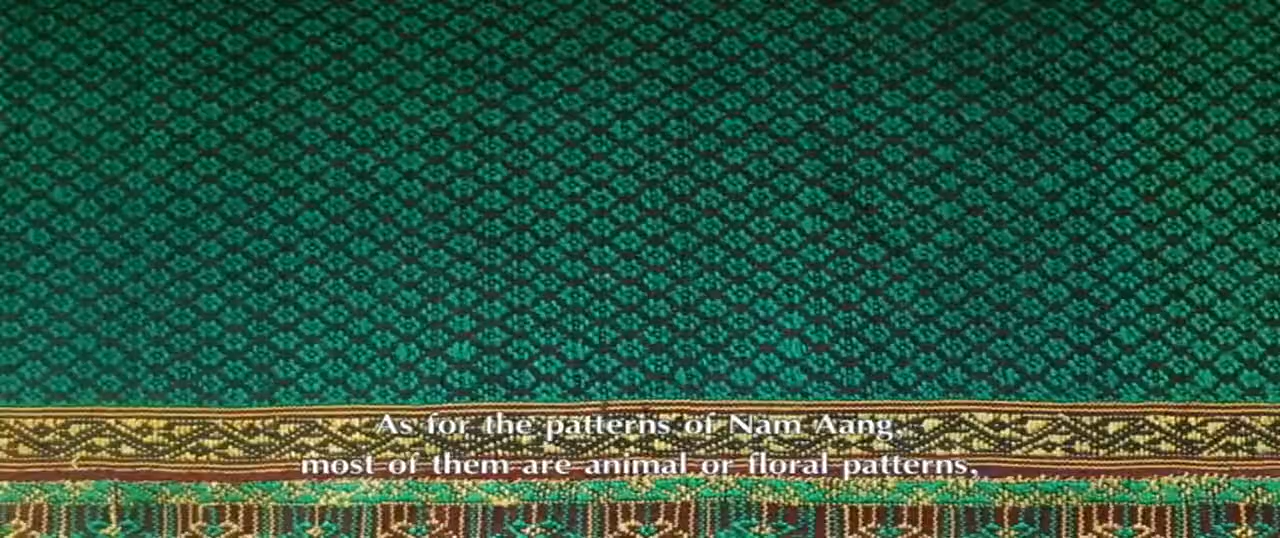 As for the patterns of Nam Aang,
most of them are animal or floral patterns,